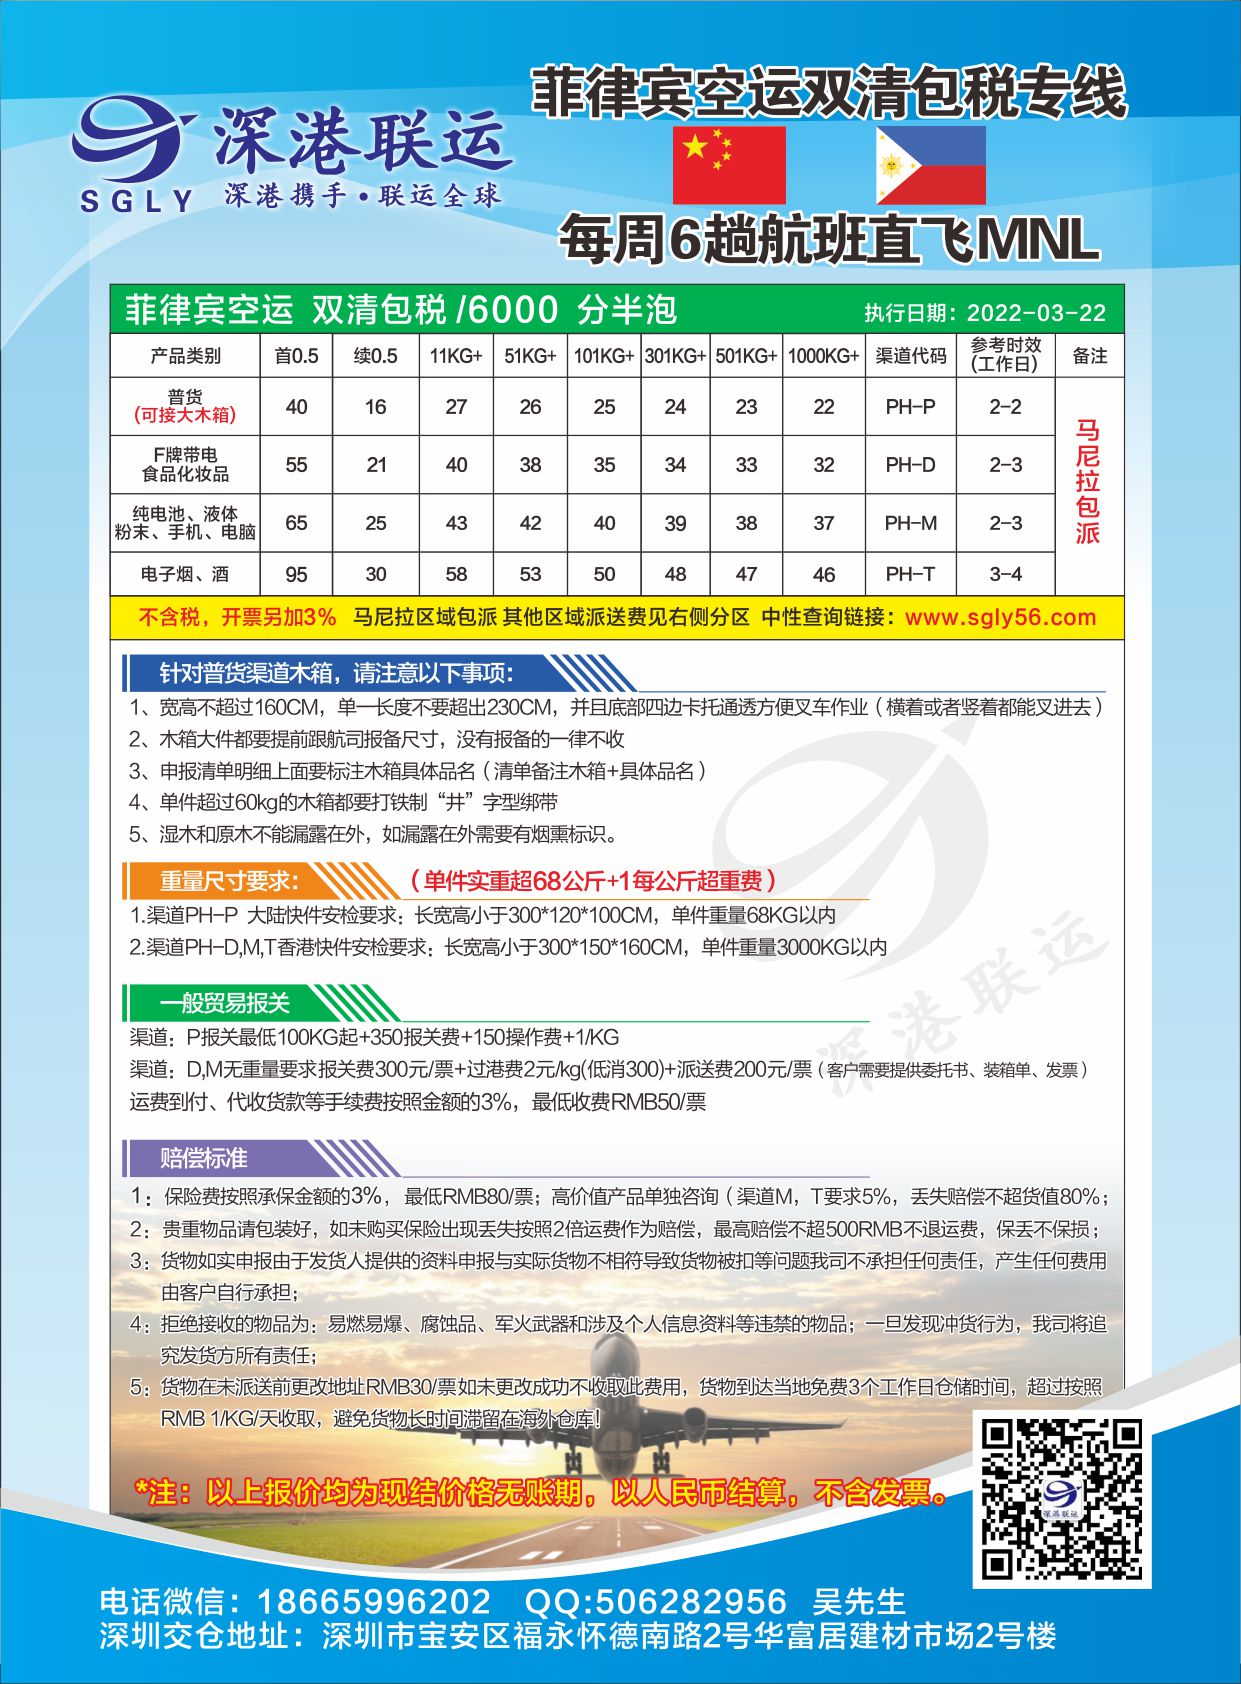 菲律宾空运双清包税专线
深港联运
SGLY
深港携手·联运全球
每周6趟航班直飞MNL
菲律宾空运 双清包税/6000 分半泡 执行日期：2022-03-22
产品类别 首0.5 续0.5 11KG+ 51KG+ 101KG+ 301KG+ 501KG+ 1000KG+ 渠道代码 参考时效(工作日) 备注
普货(可接大木箱) 40 16 27 26 25 24 23 22 PH-P 2-2 马尼拉包派
F牌带电食品化妆品 55 21 40 38 35 34 33 32 PH-D 2-3
纯电池、液体粉末、手机、电脑 65 25 43 42 40 39 38 37 PH-M 2-3
电子烟、酒 95 30 58 53 50 48 47 46 PH-T 3-4
不含税，开票另加3% 马尼拉区域包派 其他区域派送费见右侧分区 中性查询链接：www.sgly56.com
针对普货渠道木箱，请注意以下事项：
1、宽高不超过160CM，单一长度不要超出230CM，并且底部四边卡托通透方便叉车作业（横着或者竖着都能叉进去）
2、木箱大件都要提前跟航司报备尺寸，没有报备的一律不收
3、申报清单明细上面要标注木箱具体品名（清单备注木箱+具体品名）
4、单件超过60kg的木箱都要打铁制“井”字型绑带
5、湿木和原木不能漏露在外，如漏露在外需要有烟熏标识。
重量尺寸要求： （单件实重超68公斤+1每公斤超重费）
1.渠道PH-P 大陆快件安检要求：长宽高小于300*120*100CM，单件重量68KG以内
2.渠道PH-D,M,T香港快件安检要求：长宽高小于300*150*160CM，单件重量3000KG以内
一般贸易报关
渠道：P报关最低100KG起+350报关费+150操作费+1/KG
渠道：D,M无重量要求报关费300元/票+过港费2元/kg(低消300)+派送费200元/票（客户需要提供委托书、装箱单、发票）
运费到付、代收货款等手续费按照金额的3%，最低收费RMB50/票
赔偿标准
1：保险费按照承保金额的3%，最低RMB80/票；高价值产品单独咨询（渠道M，T要求5%，丢失赔偿不超货值80%；
2：贵重物品请包装好，如未购买保险出现丢失按照2倍运费作为赔偿，最高赔偿不超500RMB不退运费，保丢不保损；
3：货物如实申报由于发货人提供的资料申报与实际货物不相符导致货物被扣等问题我司不承担任何责任，产生任何费用
由客户自行承担；
4：拒绝接收的物品为：易燃易爆、腐蚀品、军火武器和涉及个人信息资料等违禁的物品；一旦发现冲货行为，我司将追
究发货方所有责任；
5：货物在未派送前更改地址RMB30/票如未更改成功不收取此费用，货物到达当地免费3个工作日仓储时间，超过按照
RMB 1/KG/天收取，避免货物长时间滞留在海外仓库！
*注：以上报价均为现结价格无账期，以人民币结算，不含发票。
深港联运
电话微信：18665996202 QQ:506282956 吴先生
深圳交仓地址：深圳市宝安区福永怀德南路2号华富居建材市场2号楼
深港联运